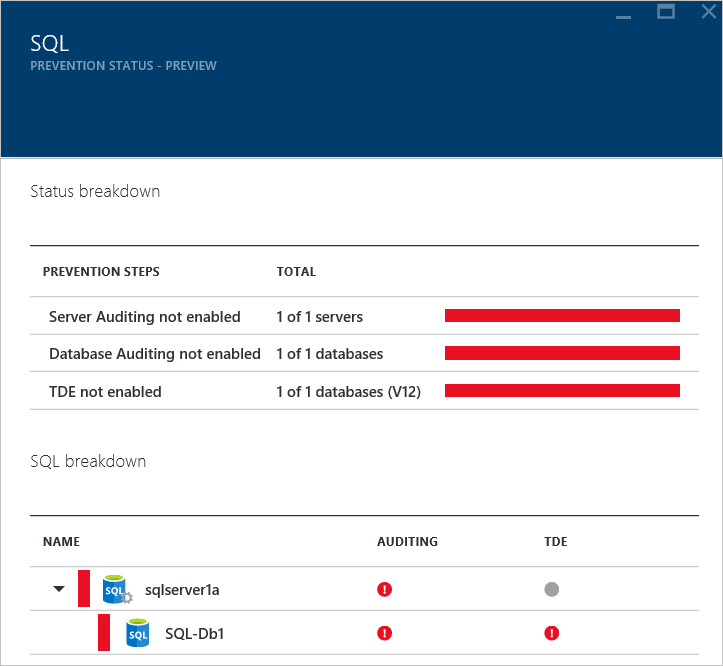 SQL
PREVENTION STATUS - PREVIEW
Status breakdown
PREVENTION STEPS TOTAL
Server Auditing not enabled 1 of 1 servers
Database Auditing not enabled 1 of 1 databases
TDE not enabled 1 of 1 databases (V12)
SQL breakdown
NAME AUDITING TDE
SQL sqlserver1a
SQL SQL-Db1